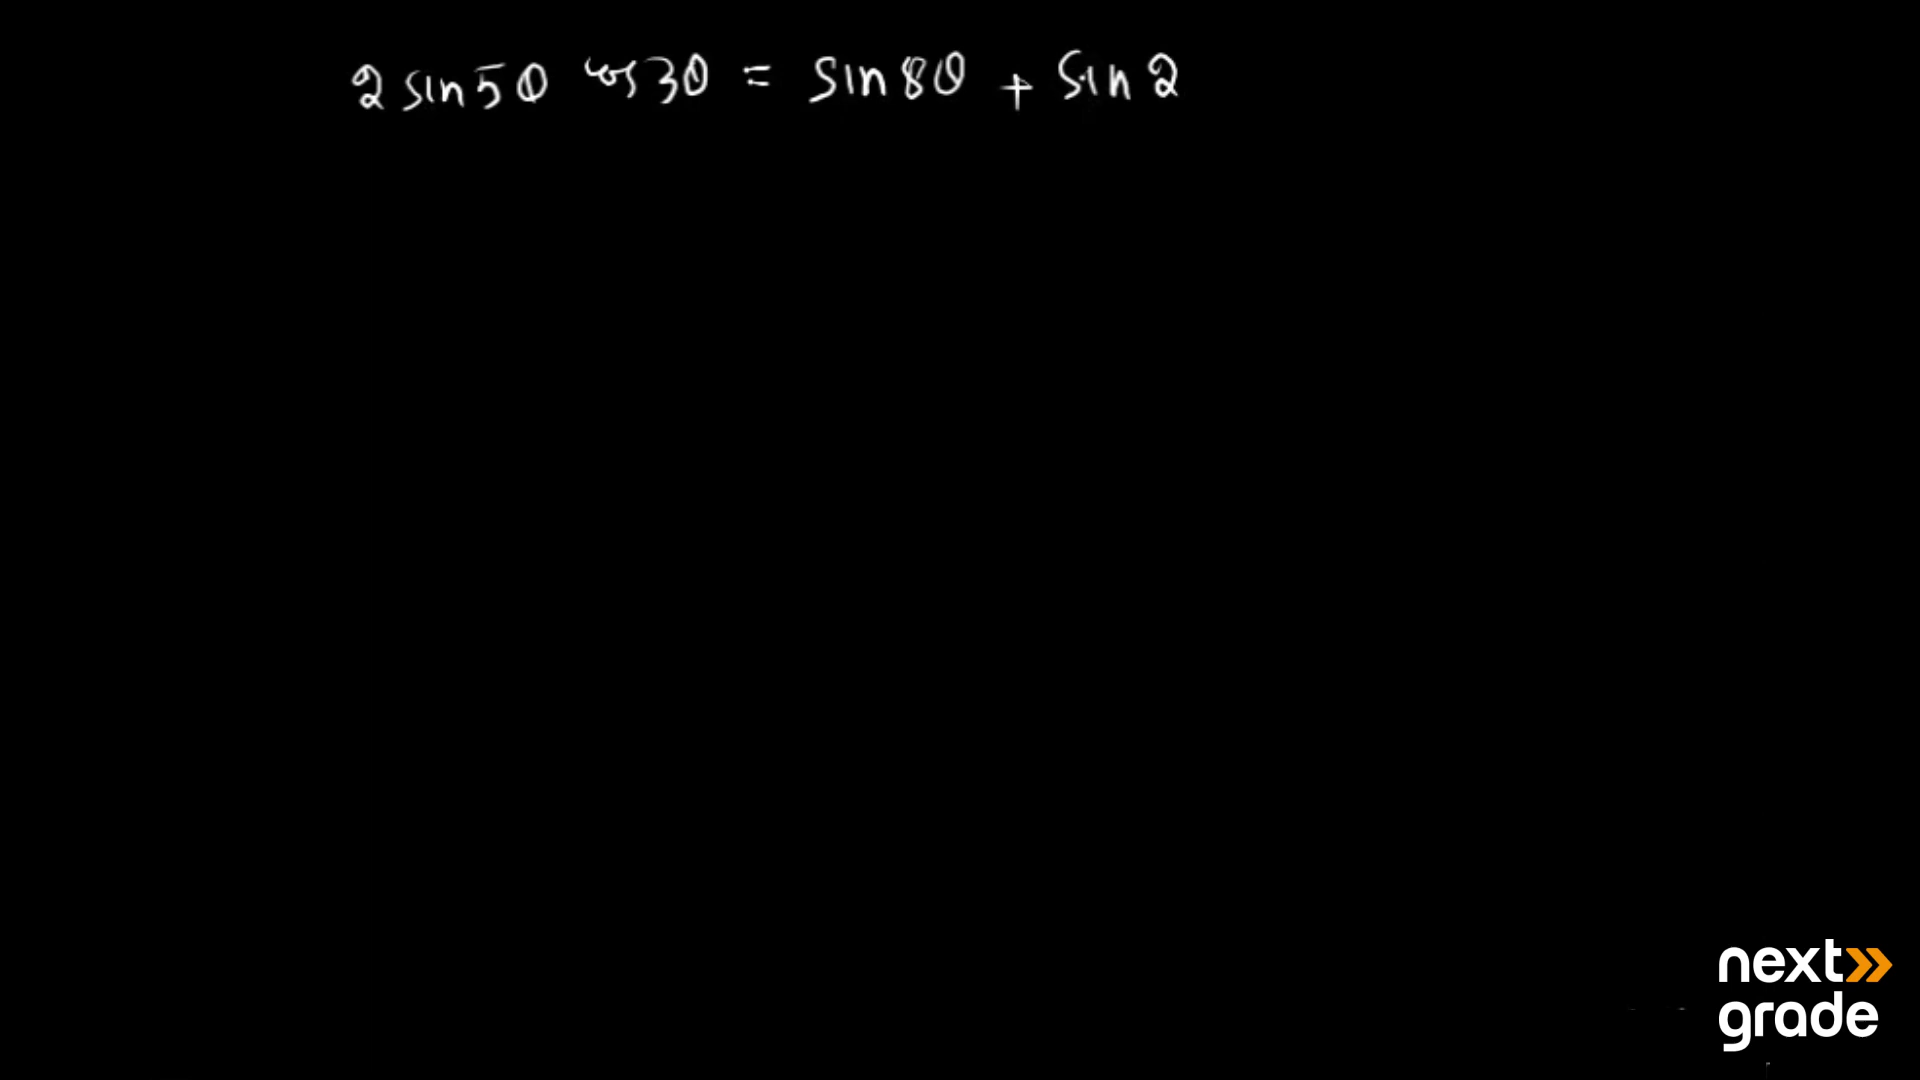 2 sin5θ cos3θ = sin8θ + sin2
next
grade